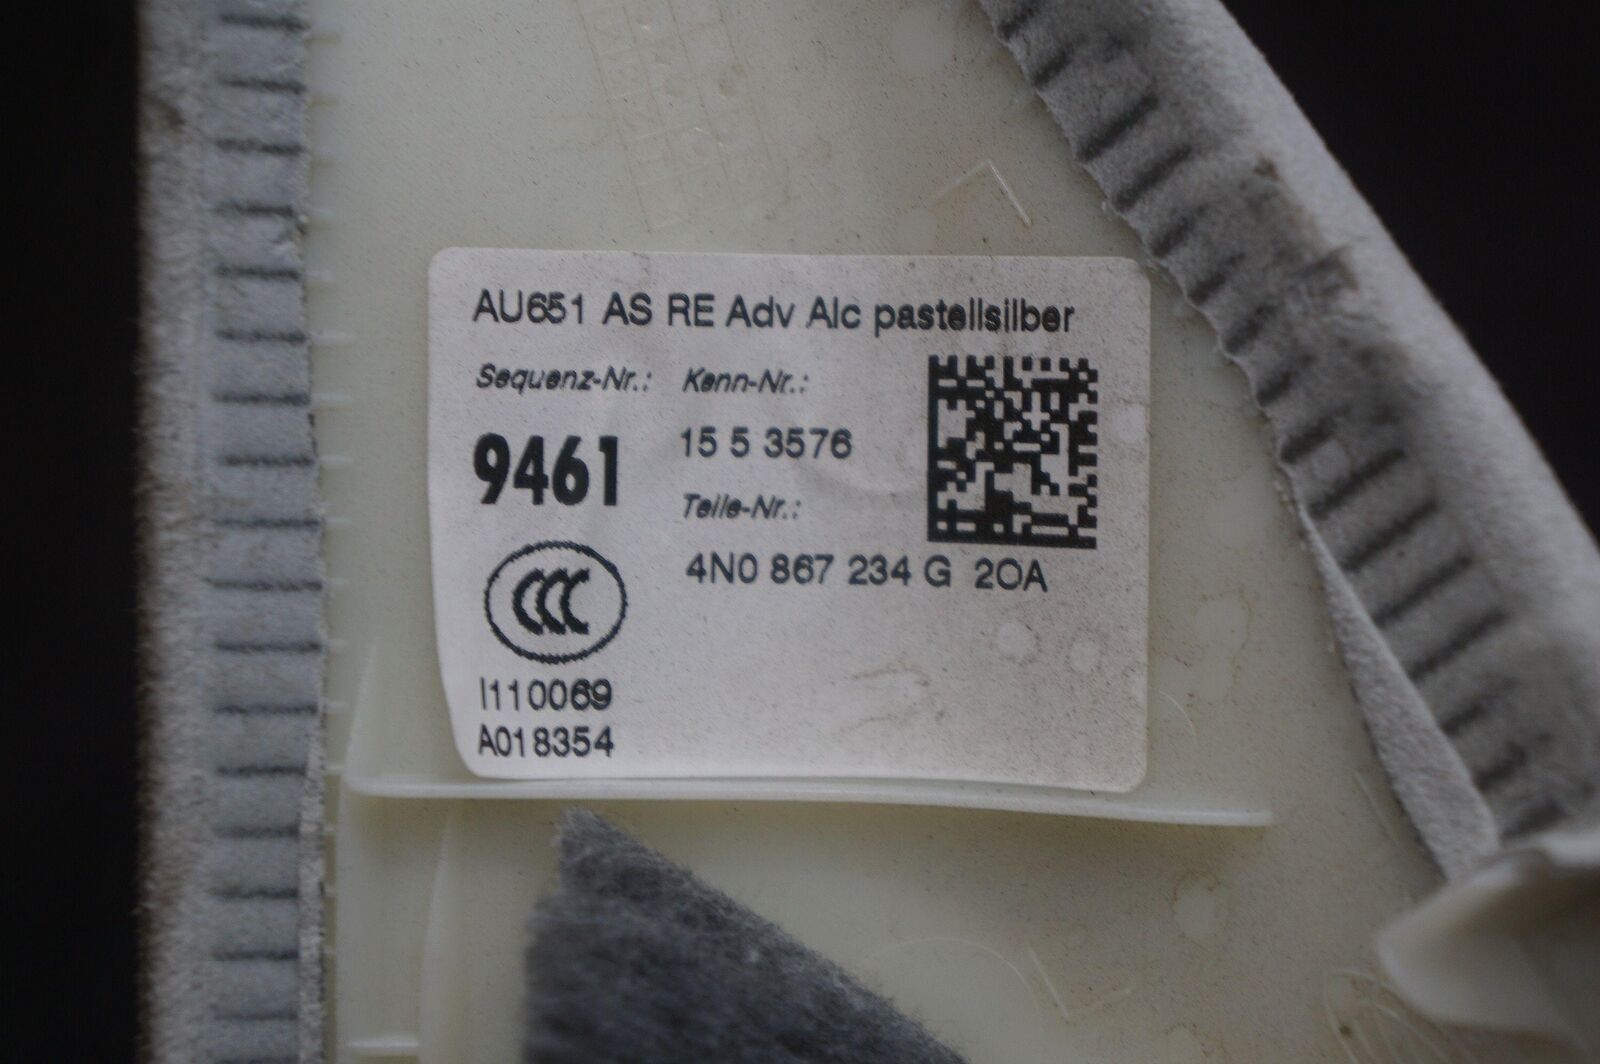 AU651 AS RE Adv Alc pastellsilber
Sequenz-Nr.: Kenn-Nr.:
9461 15 5 3576
Teile-Nr.:
4N0 867 234 G 2OA
CCC
I110069
A018354